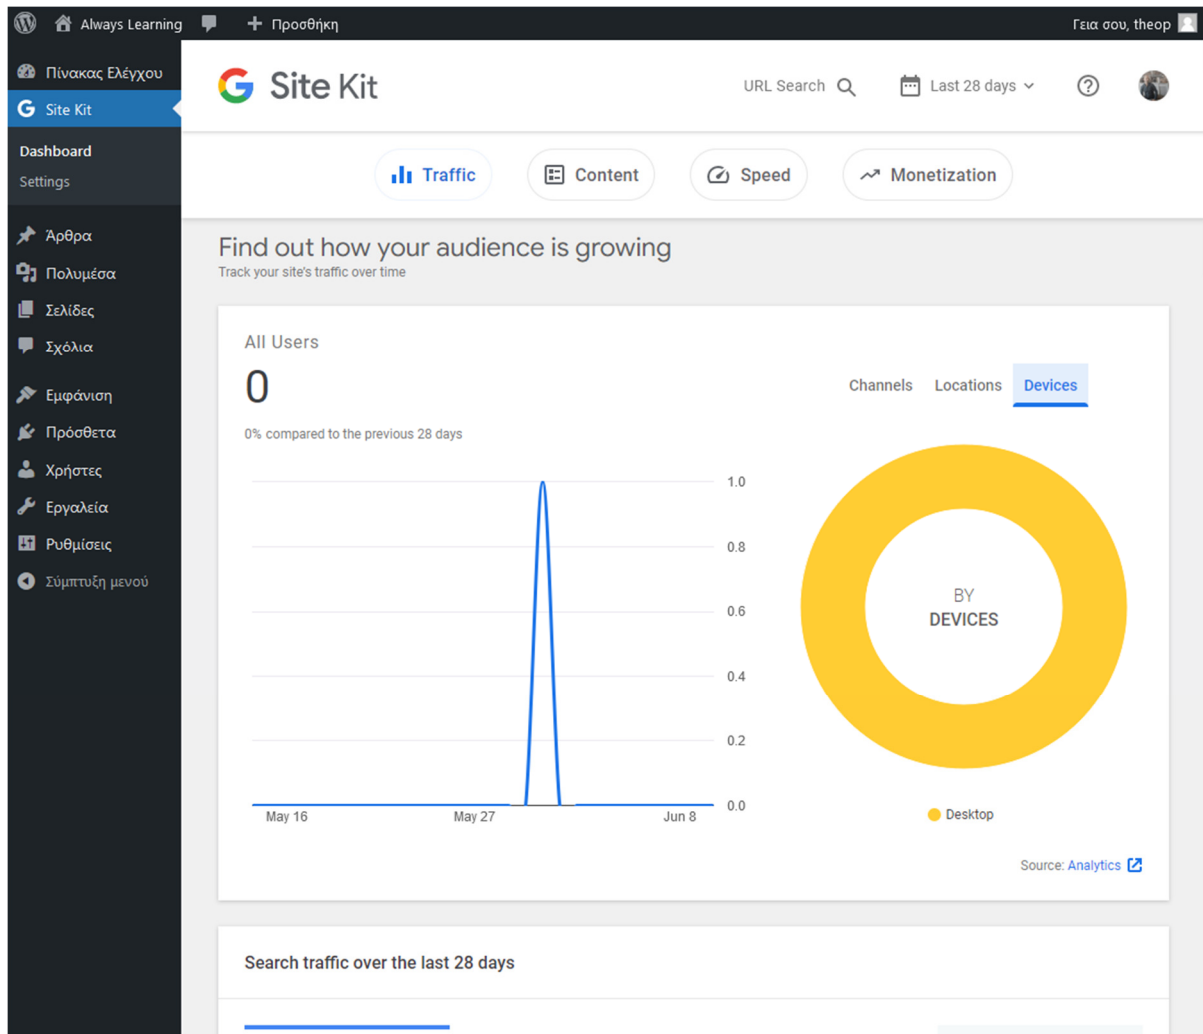 Always Learning
Προσθήκη
Γεια σου, theop
Πίνακας Ελέγχου
Site Kit
Dashboard
Settings
Άρθρα
Πολυμέσα
Σελίδες
Σχόλια
Εμφάνιση
Πρόσθετα
Χρήστες
Εργαλεία
Ρυθμίσεις
Σύμπτυξη μενού
Site Kit
URL Search
Last 28 days
Traffic
Content
Speed
Monetization
Find out how your audience is growing
Track your site's traffic over time
All Users
0
0% compared to the previous 28 days
1.0
0.8
0.6
0.4
0.2
0.0
May 16
May 27
Jun 8
Channels
Locations
Devices
BY
DEVICES
Desktop
Source: Analytics
Search traffic over the last 28 days